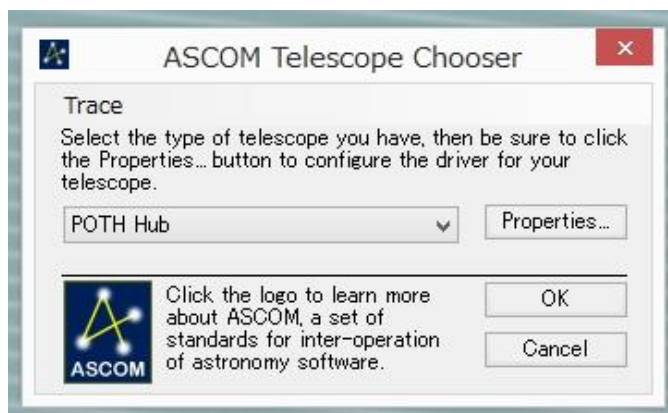 ASCOM Telescope Chooser
Trace
Select the type of telescope you have, then be sure to click
the Properties... button to configure the driver for your
telescope.
POTH Hub
Properties...
Click the logo to learn more
about ASCOM, a set of
standards for inter-operation
of astronomy software.
ASCOM
OK
Cancel